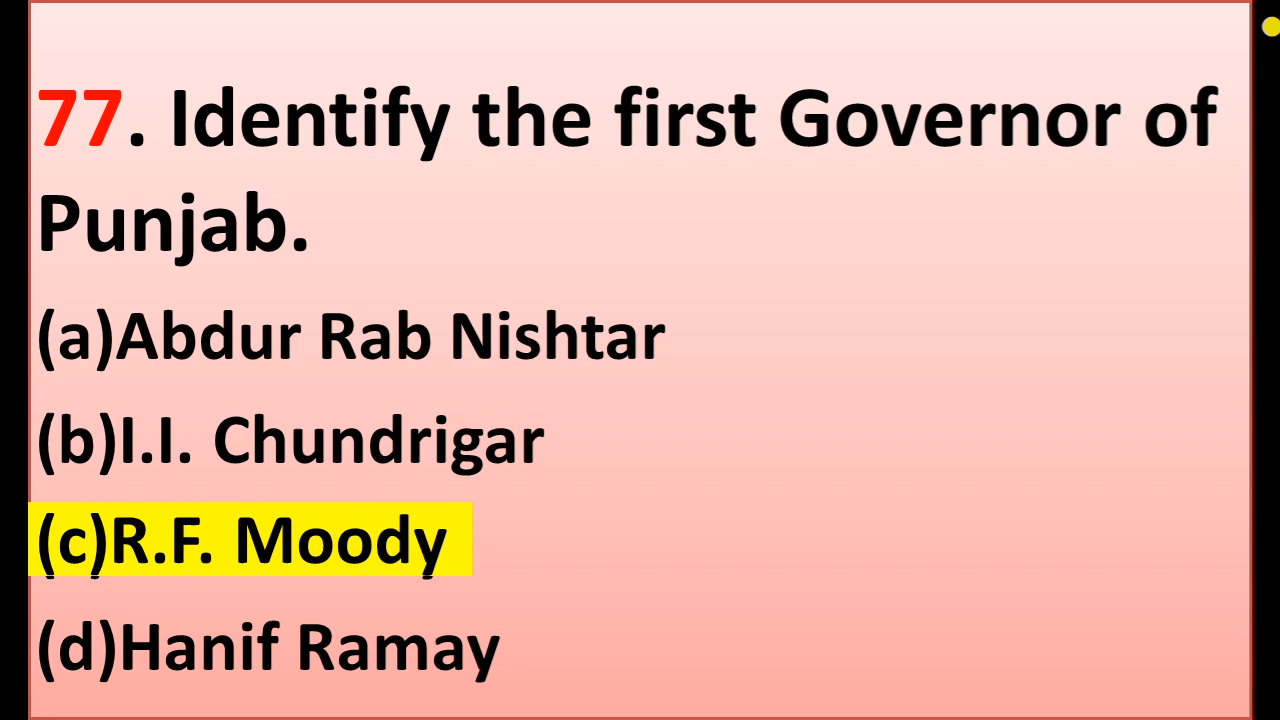 77. Identify the first Governor of
Punjab.
(a)Abdur Rab Nishtar
(b)I.I. Chundrigar
(c)R.F. Moody
(d)Hanif Ramay